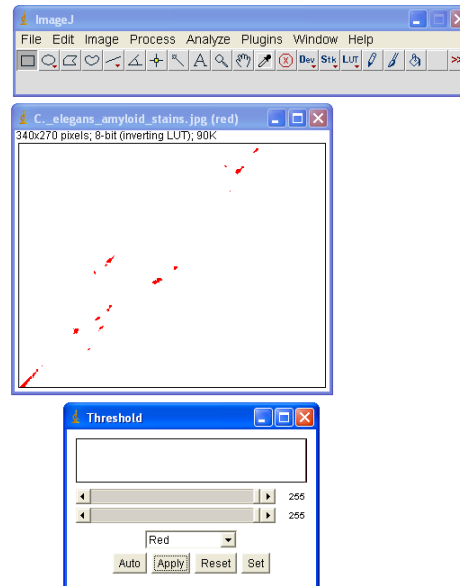 ImageJ
File Edit Image Process Analyze Plugins Window Help
A Dev Stk LUT >>
C._elegans_amyloid_stains.jpg (red)
340x270 pixels; 8-bit (inverting LUT); 90K
Threshold
255
255
Red
Auto Apply Reset Set